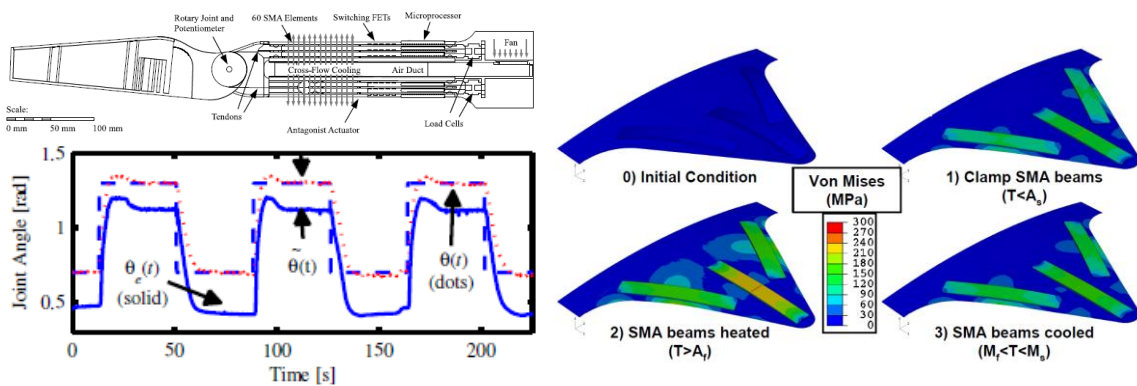 Rotary Joint and
Potentiometer
60 SMA Elements
Switching FETs
Microprocessor
Fan
Cross-Flow Cooling
Air Duct
Scale:
0 mm 50 mm 100 mm
Tendons
Antagonist Actuator
Load Cells
1.5
1
0.5
Joint Angle [rad]
θe(t)
(solid)
θ̃(t)
θ(t)
(dots)
0 50 100 150 200
Time [s]
0) Initial Condition
1) Clamp SMA beams
(T<As)
Von Mises
(MPa)
300
270
240
210
180
150
120
90
60
30
0
2) SMA beams heated
(T>Af)
3) SMA beams cooled
(Mf<T<Ms)